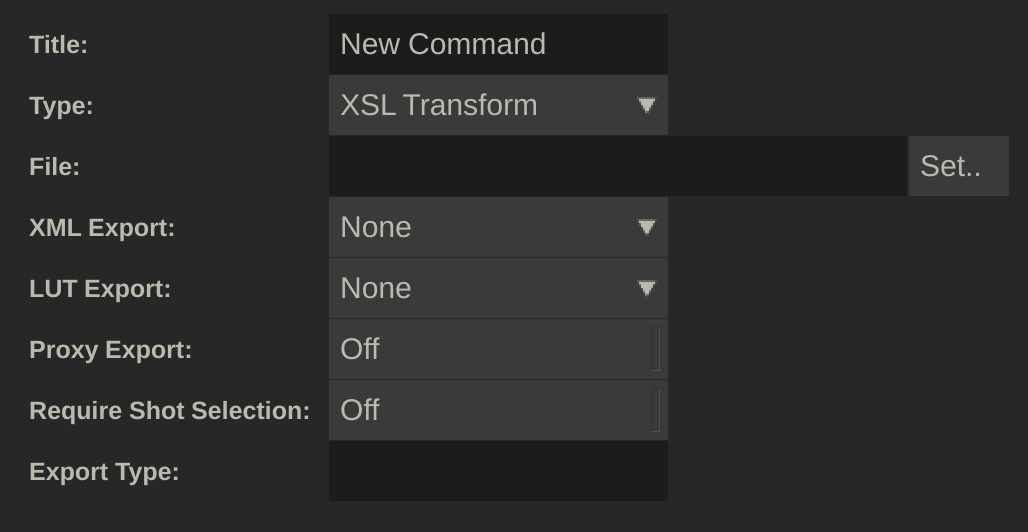 Title: New Command
Type: XSL Transform
File: Set..
XML Export: None
LUT Export: None
Proxy Export: Off
Require Shot Selection: Off
Export Type: